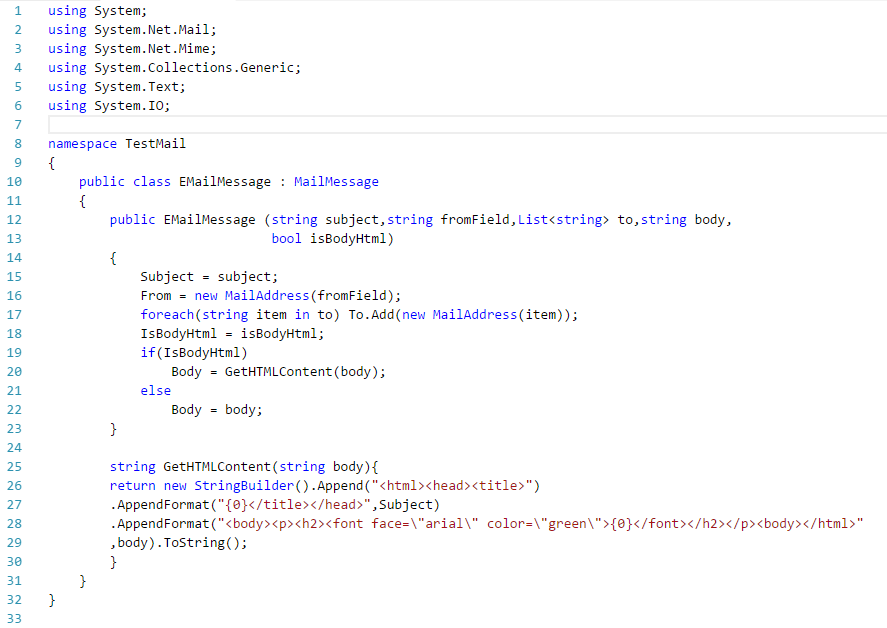 1 using System;
2 using System.Net.Mail;
3 using System.Net.Mime;
4 using System.Collections.Generic;
5 using System.Text;
6 using System.IO;
7
8 namespace TestMail
9 {
10     public class EMailMessage : MailMessage
11     {
12         public EMailMessage (string subject,string fromField,List<string> to,string body,
13                              bool isBodyHtml)
14         {
15             Subject = subject;
16             From = new MailAddress(fromField);
17             foreach(string item in to) To.Add(new MailAddress(item));
18             IsBodyHtml = isBodyHtml;
19             if(IsBodyHtml)
20                 Body = GetHTMLContent(body);
21             else
22                 Body = body;
23         }
24
25         string GetHTMLContent(string body){
26         return new StringBuilder().Append("<html><head><title>")
27         .AppendFormat("{0}</title></head>",Subject)
28         .AppendFormat("<body><p><h2><font face=\"arial\" color=\"green\">{0}</font></h2></p><body></html>"
29         ,body).ToString();
30         }
31     }
32 }
33